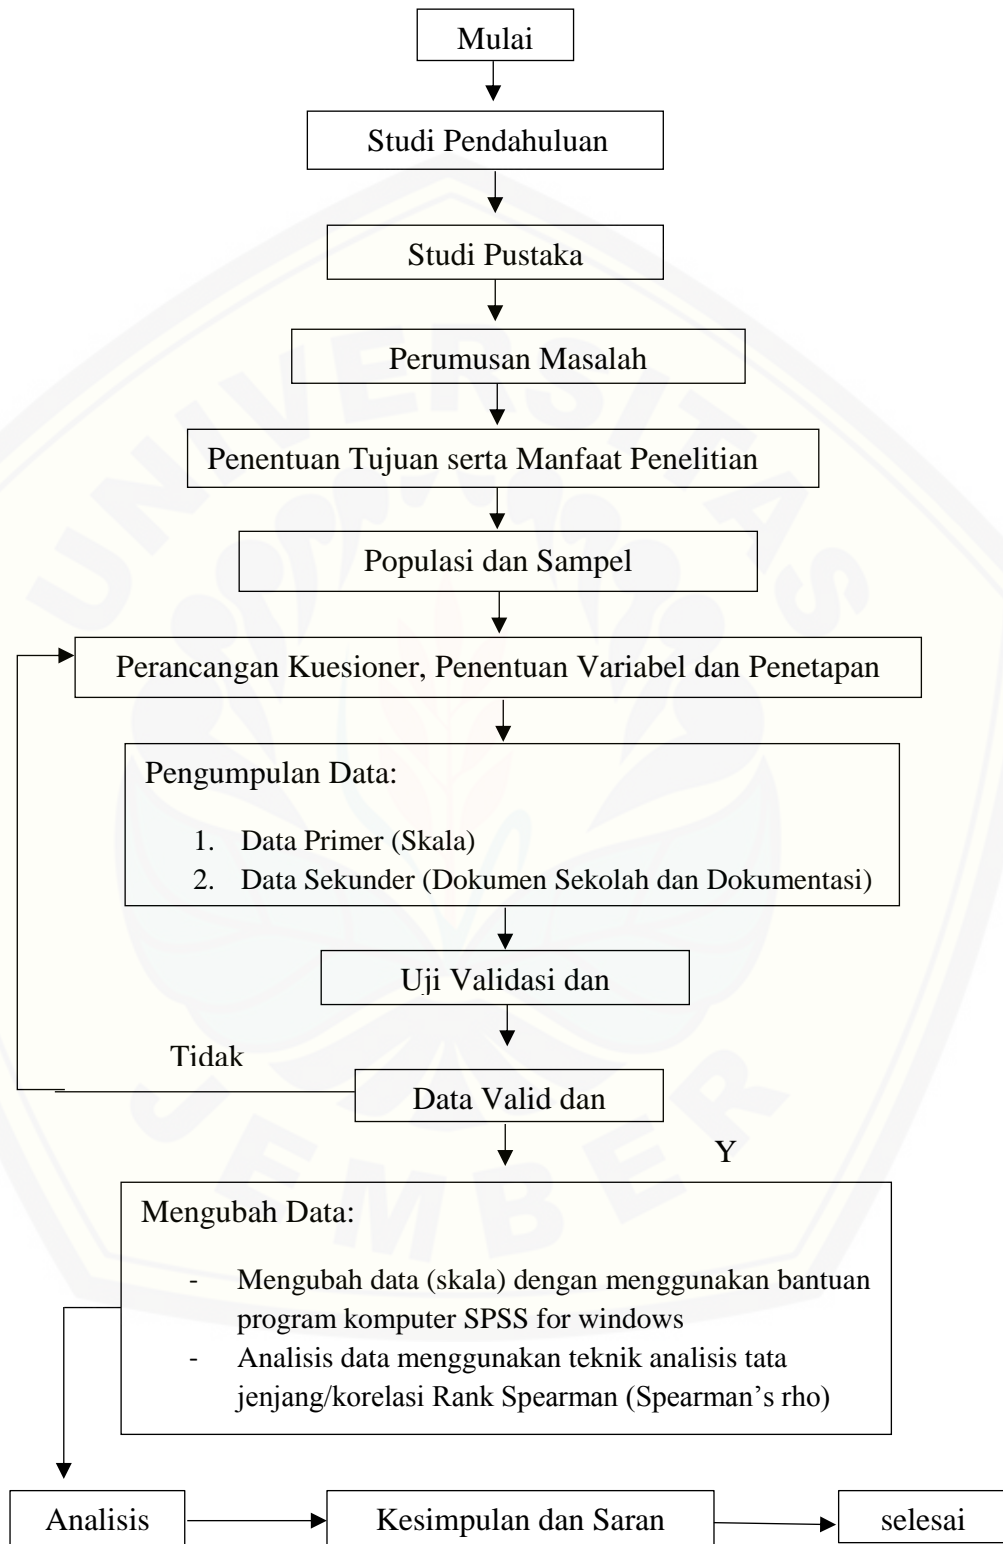 Mulai
Studi Pendahuluan
Studi Pustaka
Perumusan Masalah
Penentuan Tujuan serta Manfaat Penelitian
Populasi dan Sampel
Perancangan Kuesioner, Penentuan Variabel dan Penetapan
Pengumpulan Data:
1. Data Primer (Skala)
2. Data Sekunder (Dokumen Sekolah dan Dokumentasi)
Uji Validasi dan
Tidak
Data Valid dan
Y
Mengubah Data:
- Mengubah data (skala) dengan menggunakan bantuan
program komputer SPSS for windows
- Analisis data menggunakan teknik analisis tata
jenjang/korelasi Rank Spearman (Spearman’s rho)
Analisis
Kesimpulan dan Saran
selesai
UNIVERSITAS
JEMBER